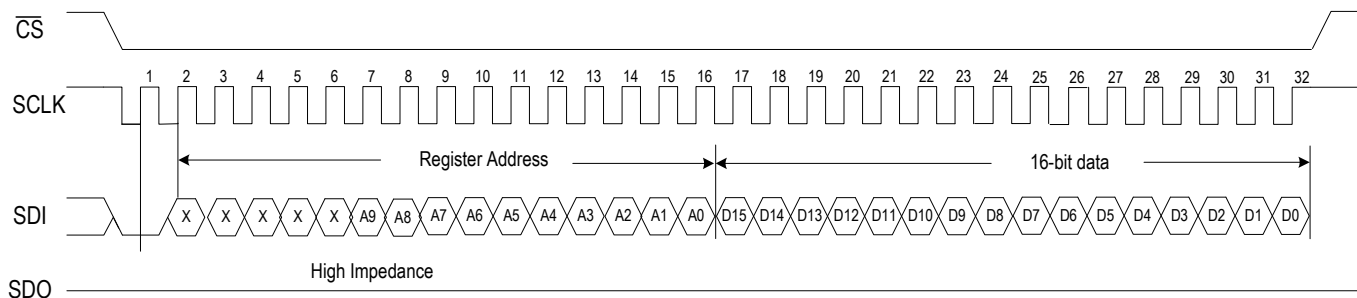 CS
1 2 3 4 5 6 7 8 9 10 11 12 13 14 15 16 17 18 19 20 21 22 23 24 25 26 27 28 29 30 31 32
SCLK
Register Address 16-bit data
SDI X X X X X A9 A8 A7 A6 A5 A4 A3 A2 A1 A0 D15 D14 D13 D12 D11 D10 D9 D8 D7 D6 D5 D4 D3 D2 D1 D0
High Impedance
SDO